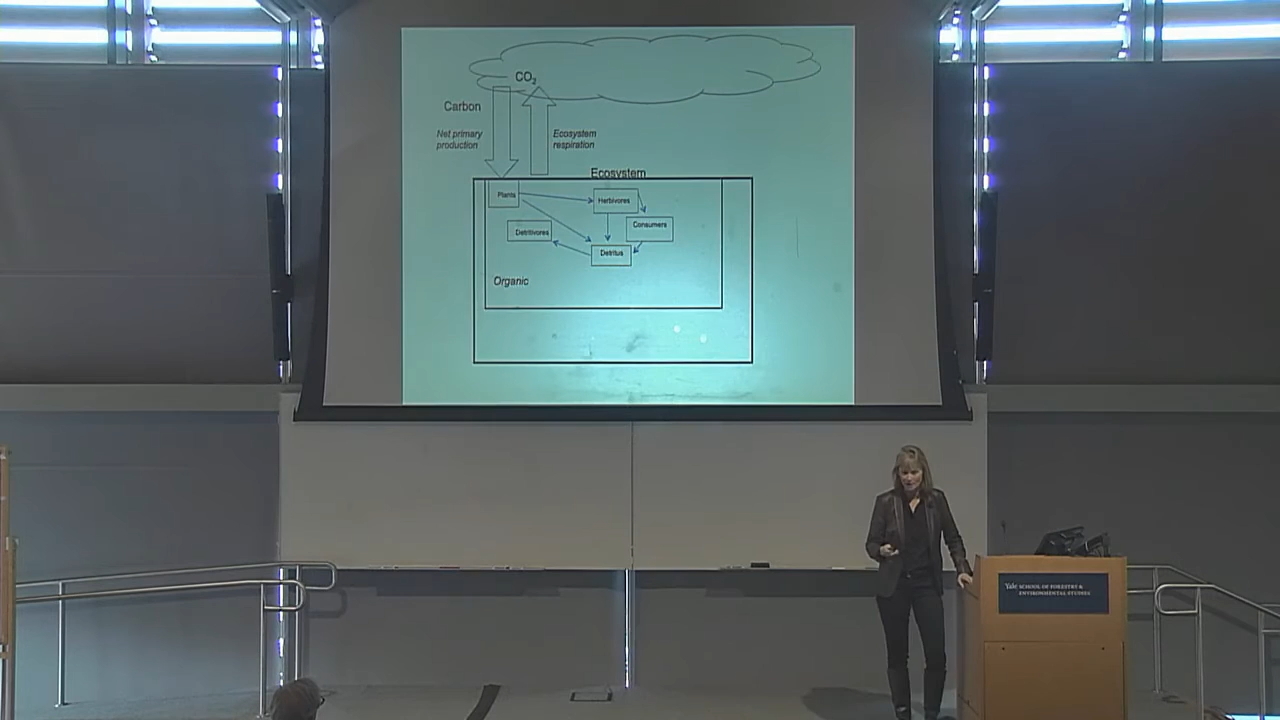 CO2
Carbon
Net primary
production
Ecosystem
respiration
Ecosystem
Plants
Herbivores
Consumers
Detritivores
Detritus
Organic
Yale SCHOOL OF FORESTRY &
ENVIRONMENTAL STUDIES